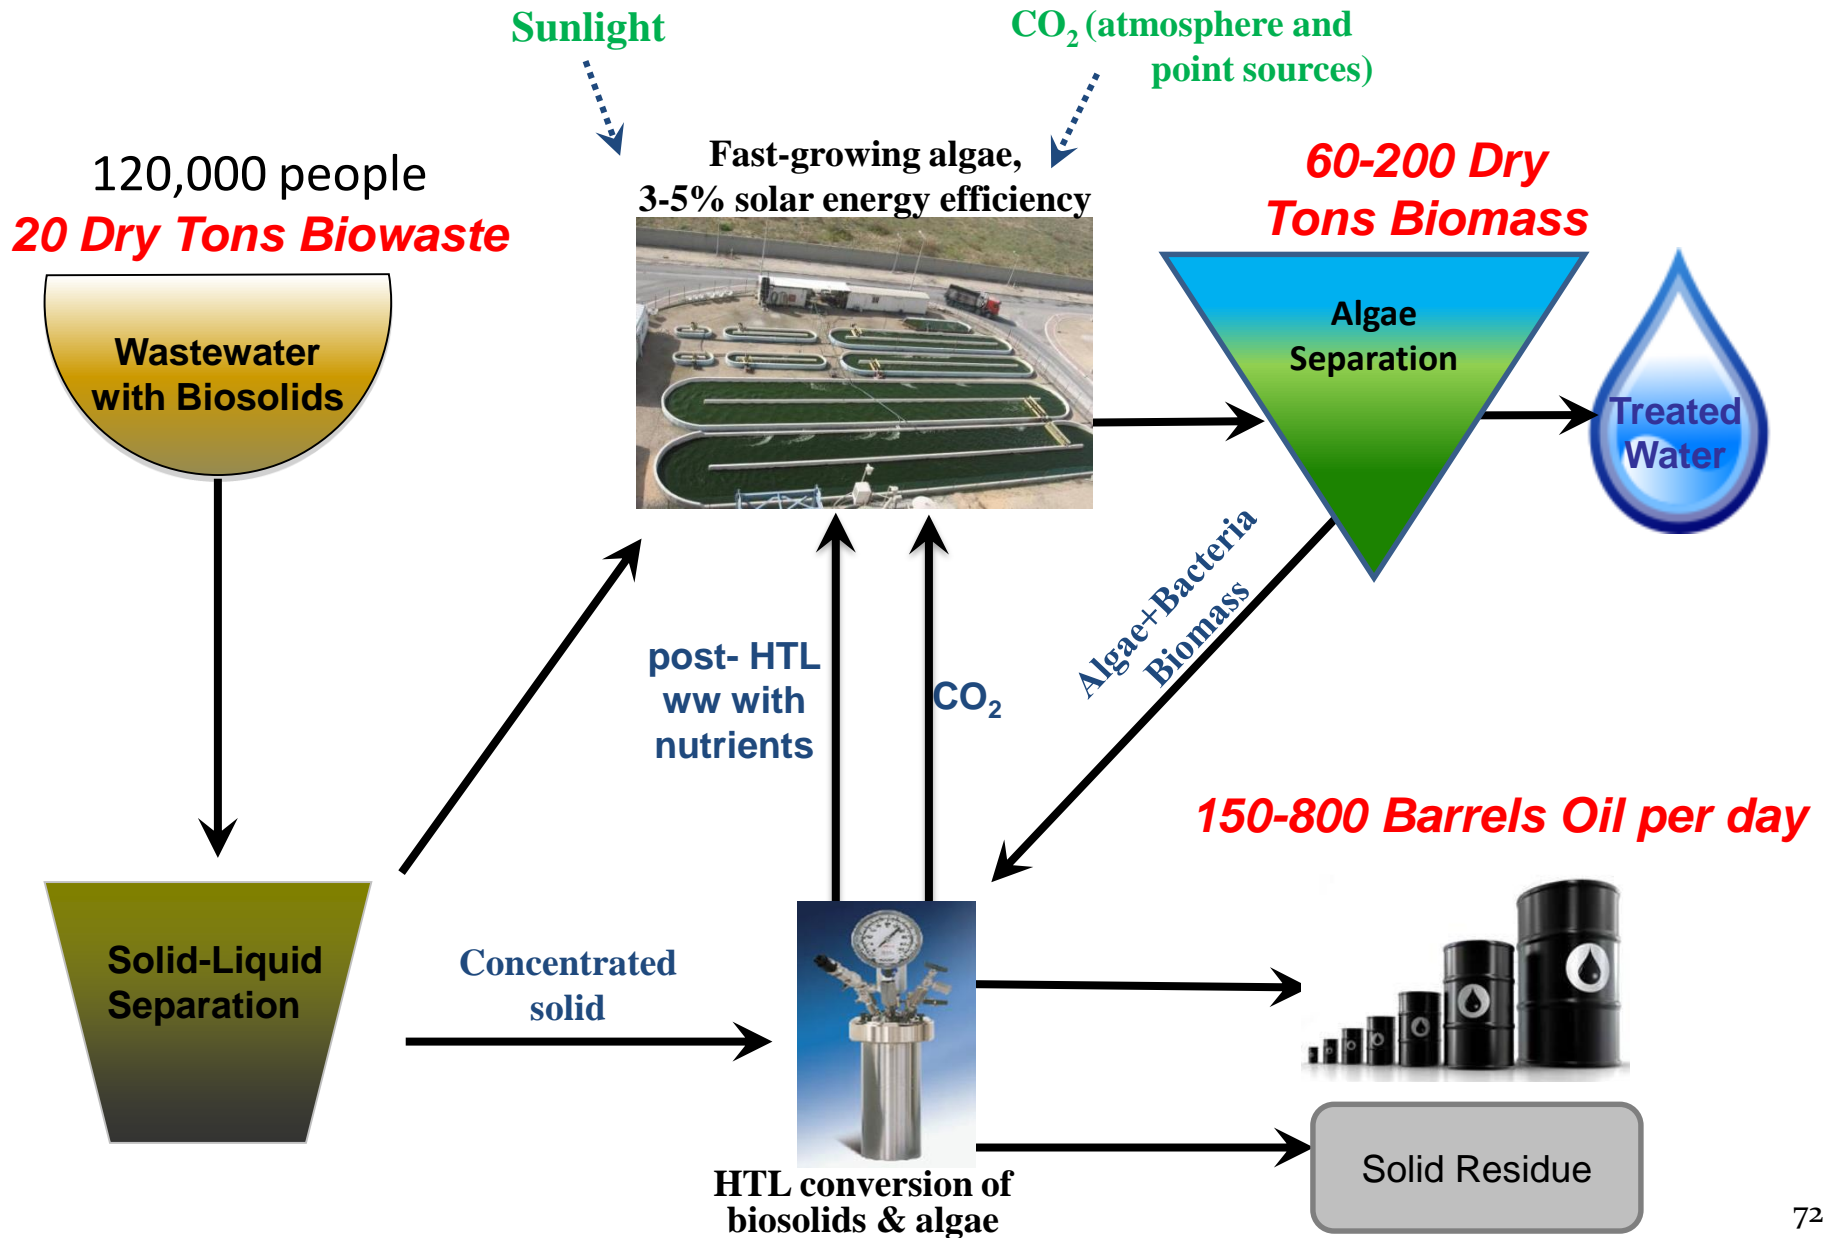 Sunlight
CO₂ (atmosphere and
point sources)
120,000 people
20 Dry Tons Biowaste
Fast-growing algae,
3-5% solar energy efficiency
60-200 Dry
Tons Biomass
Wastewater
with Biosolids
Algae
Separation
Treated
Water
Algae+Bacteria
Biomass
post- HTL
ww with
nutrients
CO₂
150-800 Barrels Oil per day
Solid-Liquid
Separation
Concentrated
solid
HTL conversion of
biosolids & algae
Solid Residue
72